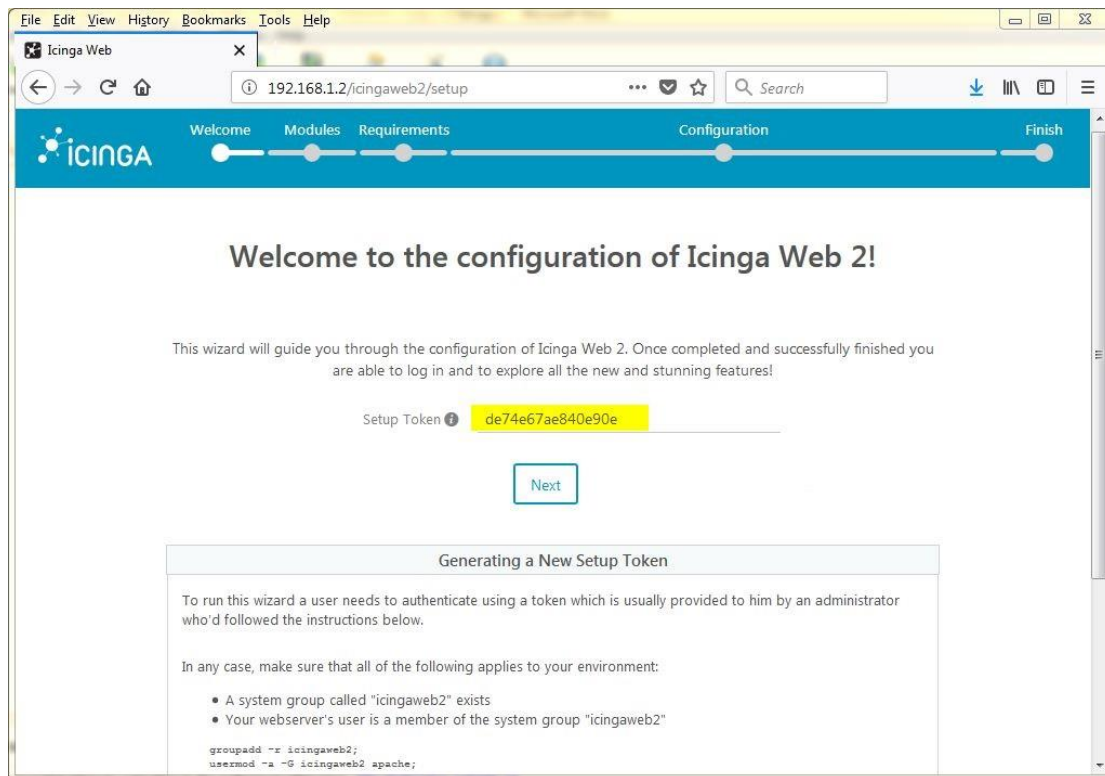 File Edit View History Bookmarks Tools Help
Icinga Web
192.168.1.2/icingaweb2/setup
Search
ICINGA
Welcome Modules Requirements Configuration Finish
Welcome to the configuration of Icinga Web 2!
This wizard will guide you through the configuration of Icinga Web 2. Once completed and successfully finished you
are able to log in and to explore all the new and stunning features!
Setup Token de74e67ae840e90e
Next
Generating a New Setup Token
To run this wizard a user needs to authenticate using a token which is usually provided to him by an administrator
who'd followed the instructions below.
In any case, make sure that all of the following applies to your environment:
• A system group called "icingaweb2" exists
• Your webserver's user is a member of the system group "icingaweb2"
groupadd -r icingaweb2;
usermod -a -G icingaweb2 apache;